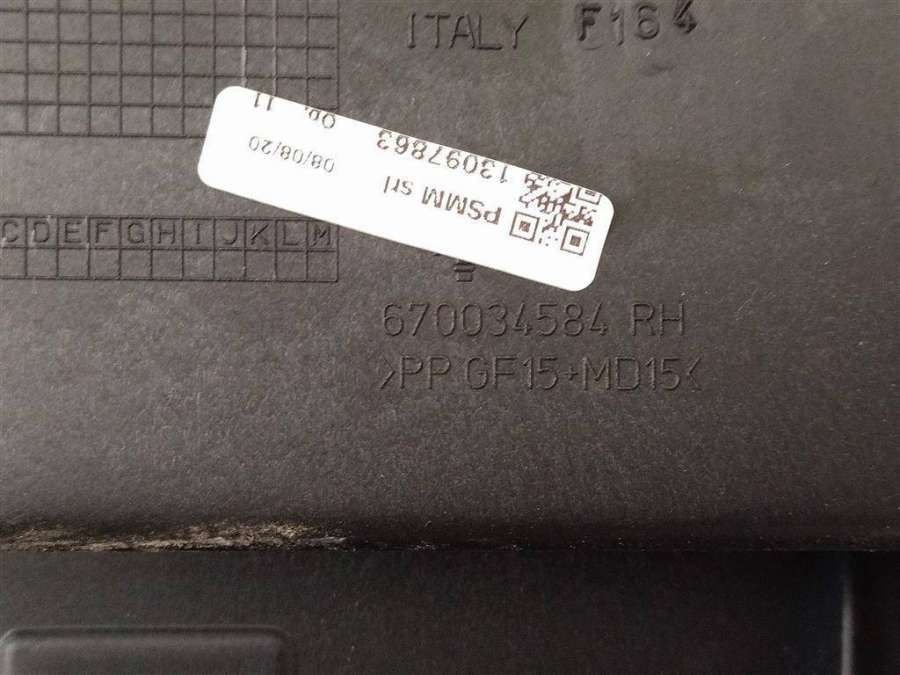 ITALY F164
Op. 11
08/08/20
13097863
PSMM srl
C D E F G H I J K L M
670034584 RH
>PP GF15+MD15<